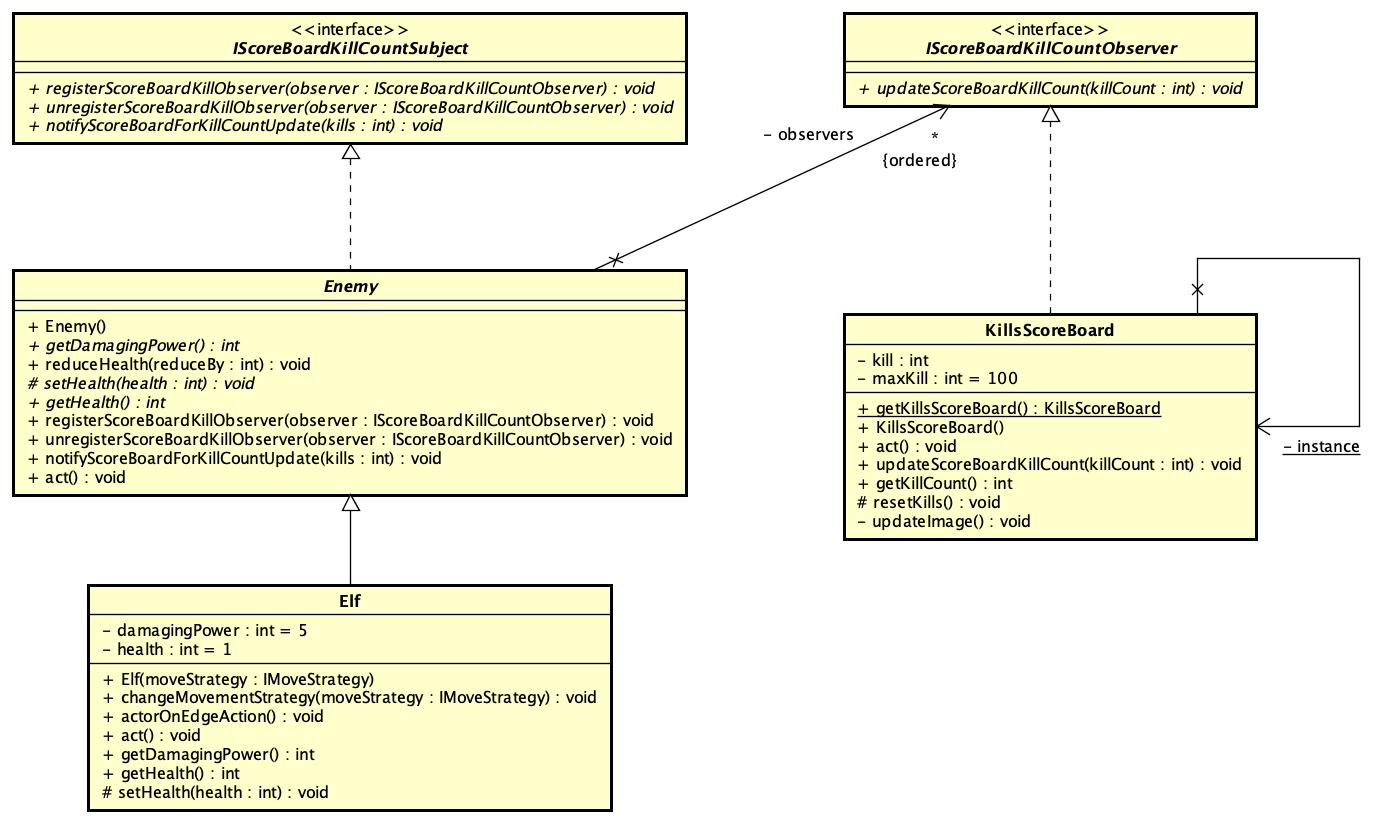 <<interface>>
IScoreBoardKillCountSubject
+ registerScoreBoardKillObserver(observer : IScoreBoardKillCountObserver) : void
+ unregisterScoreBoardKillObserver(observer : IScoreBoardKillCountObserver) : void
+ notifyScoreBoardForKillCountUpdate(kills : int) : void
<<interface>>
IScoreBoardKillCountObserver
+ updateScoreBoardKillCount(killCount : int) : void
- observers
*
{ordered}
Enemy
+ Enemy()
+ getDamagingPower() : int
+ reduceHealth(reduceBy : int) : void
# setHealth(health : int) : void
+ getHealth() : int
+ registerScoreBoardKillObserver(observer : IScoreBoardKillCountObserver) : void
+ unregisterScoreBoardKillObserver(observer : IScoreBoardKillCountObserver) : void
+ notifyScoreBoardForKillCountUpdate(kills : int) : void
+ act() : void
KillsScoreBoard
- kill : int
- maxKill : int = 100
+ getKillsScoreBoard() : KillsScoreBoard
+ KillsScoreBoard()
+ act() : void
+ updateScoreBoardKillCount(killCount : int) : void
+ getKillCount() : int
# resetKills() : void
- updateImage() : void
- instance
Elf
- damagingPower : int = 5
- health : int = 1
+ Elf(moveStrategy : IMoveStrategy)
+ changeMovementStrategy(moveStrategy : IMoveStrategy) : void
+ actorOnEdgeAction() : void
+ act() : void
+ getDamagingPower() : int
+ getHealth() : int
# setHealth(health : int) : void